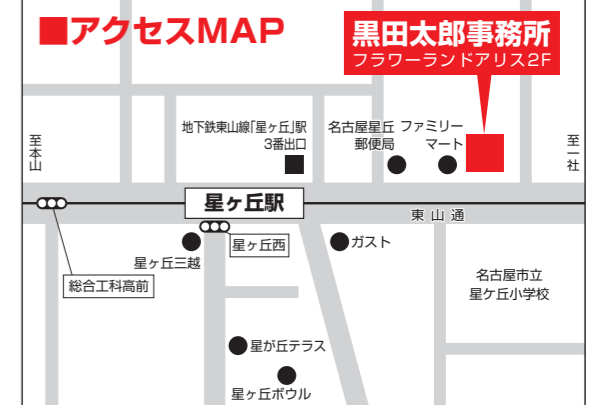 ■アクセスMAP
黒田太郎事務所
フラワーランドアリス2F
地下鉄東山線「星ヶ丘」駅
3番出口
名古屋星丘
郵便局
ファミリー
マート
至本山
至一社
星ヶ丘駅
東山通
星ヶ丘西
星ヶ丘三越
ガスト
総合工科高前
名古屋市立
星ケ丘小学校
星が丘テラス
星ヶ丘ボウル